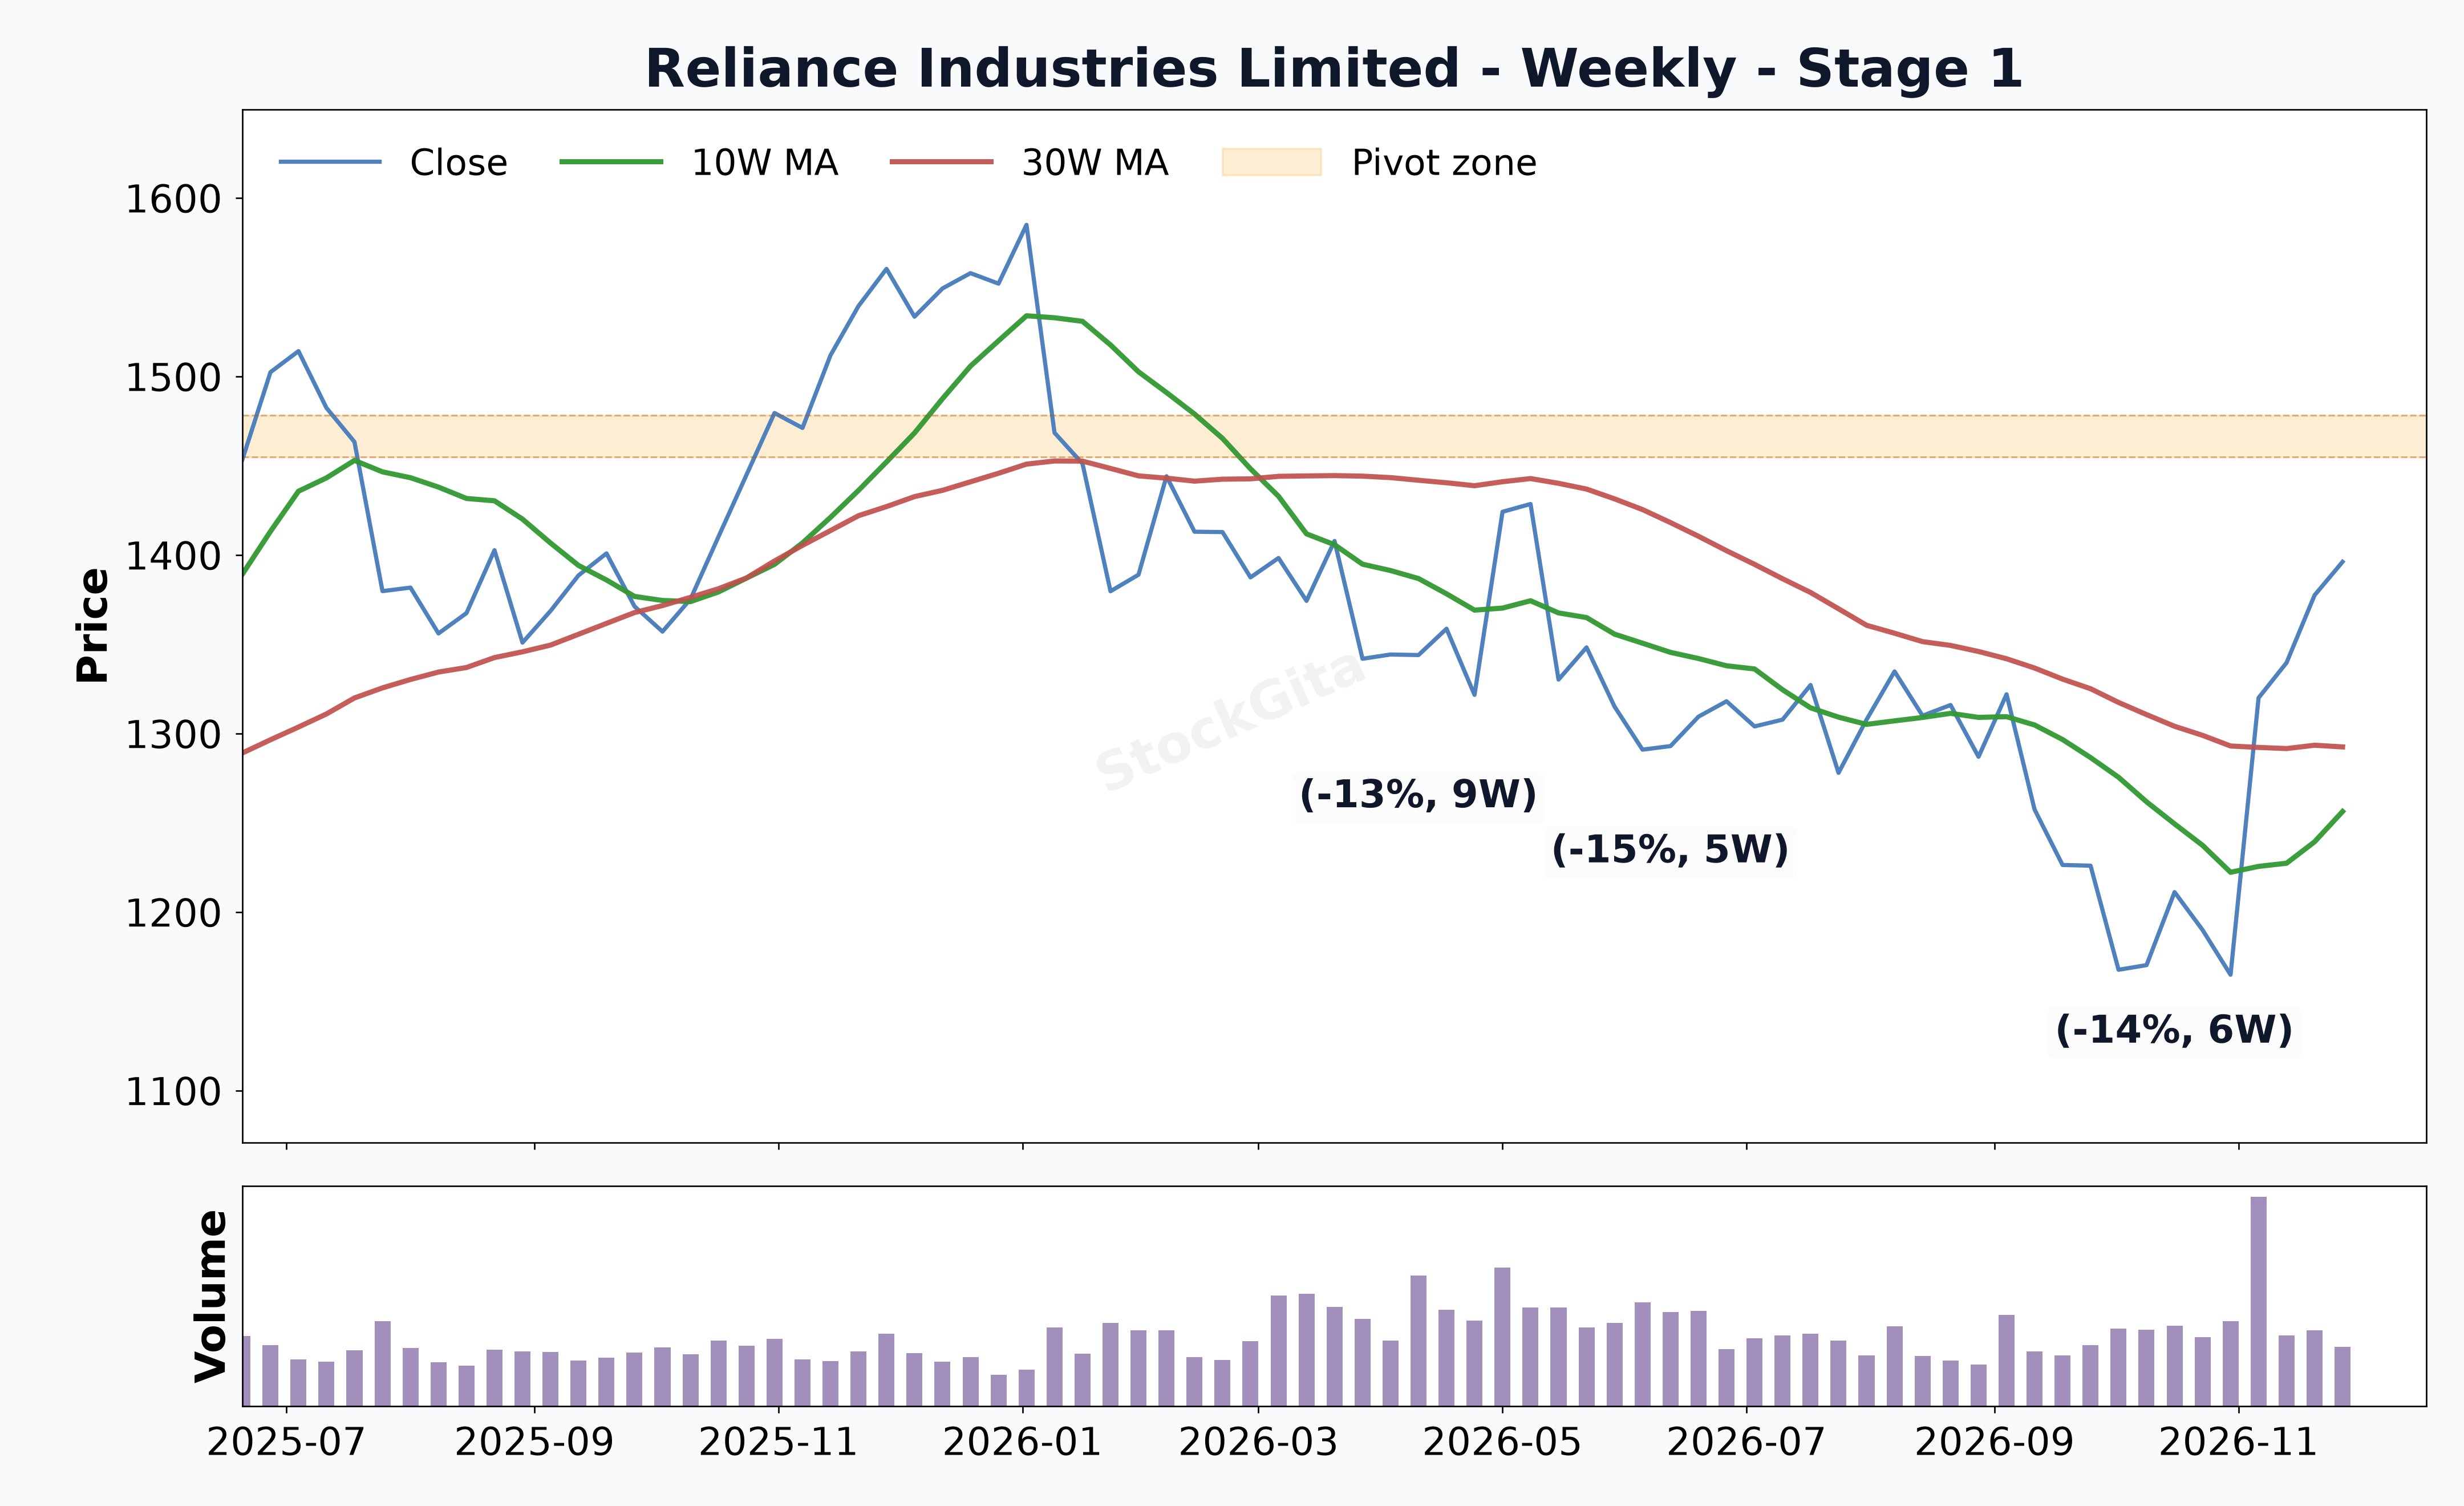 Reliance Industries Limited - Weekly - Stage 1
Close 10W MA 30W MA Pivot zone
1600
1500
1400
1300
1200
1100
Price
StockGita
(-13%, 9W)
(-15%, 5W)
(-14%, 6W)
Volume
2025-07 2025-09 2025-11 2026-01 2026-03 2026-05 2026-07 2026-09 2026-11